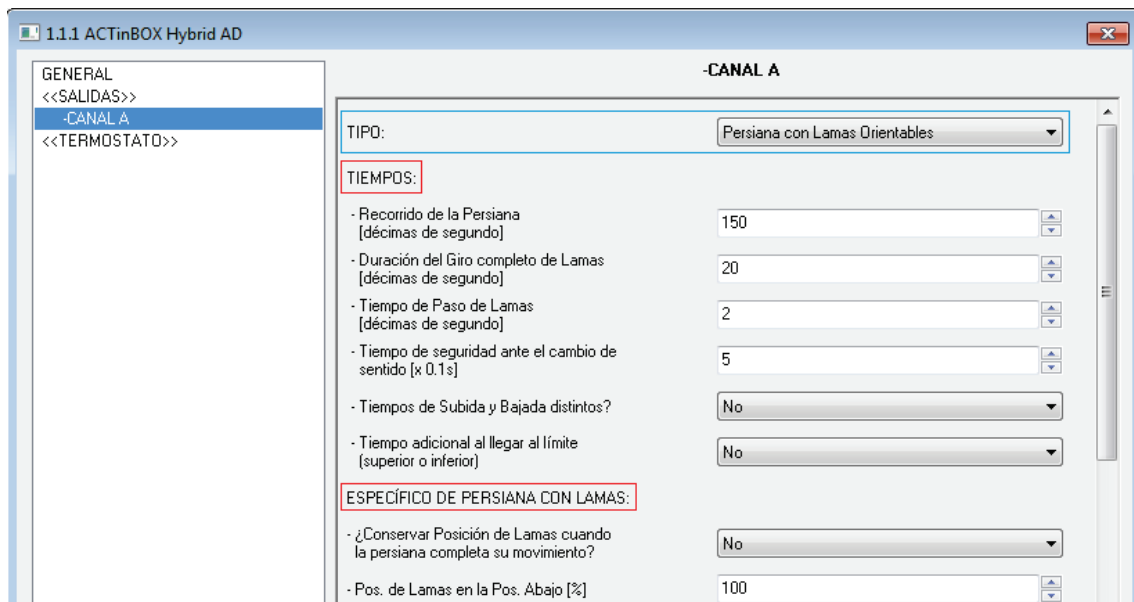 1.1.1 ACTinBOX Hybrid AD
GENERAL
<<SALIDAS>>
-CANAL A
<<TERMOSTATO>>
-CANAL A
TIPO:
Persiana con Lamas Orientables
TIEMPOS:
- Recorrido de la Persiana
[décimas de segundo]
150
- Duración del Giro completo de Lamas
[décimas de segundo]
20
- Tiempo de Paso de Lamas
[décimas de segundo]
2
- Tiempo de seguridad ante el cambio de
sentido [x 0.1s]
5
- Tiempos de Subida y Bajada distintos?
No
- Tiempo adicional al llegar al límite
(superior o inferior)
No
ESPECÍFICO DE PERSIANA CON LAMAS:
- ¿Conservar Posición de Lamas cuando
la persiana completa su movimiento?
No
- Pos. de Lamas en la Pos. Abajo [%]
100